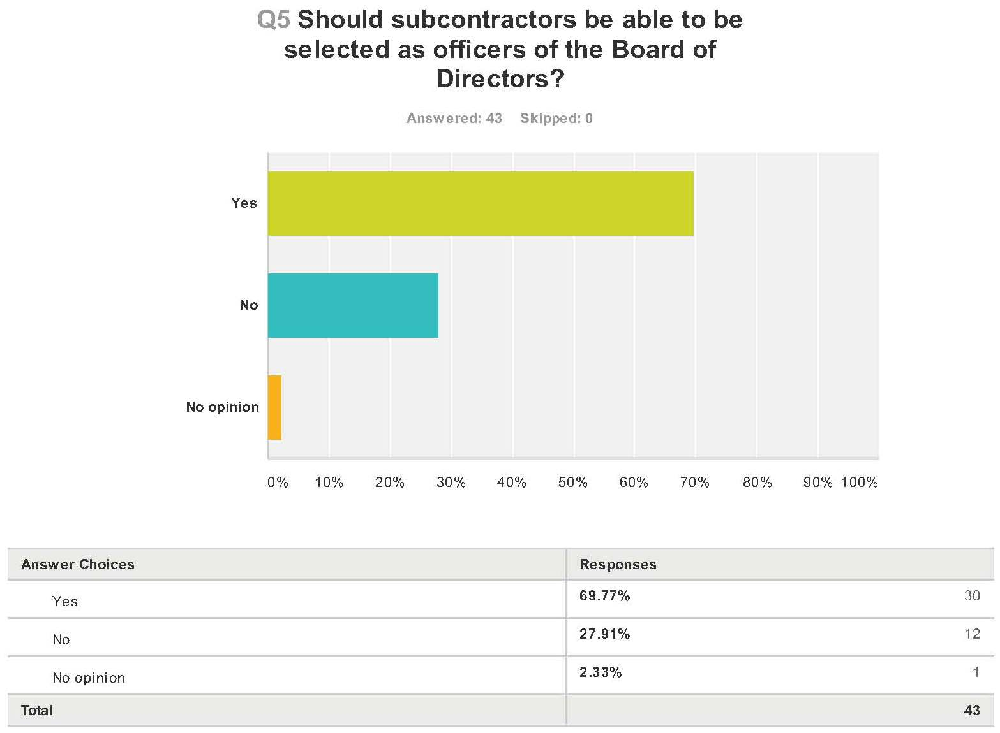 Q5 Should subcontractors be able to be
selected as officers of the Board of
Directors?
Answered: 43 Skipped: 0
Yes
No
No opinion
0% 10% 20% 30% 40% 50% 60% 70% 80% 90% 100%
Answer Choices Responses
Yes 69.77% 30
No 27.91% 12
No opinion 2.33% 1
Total 43